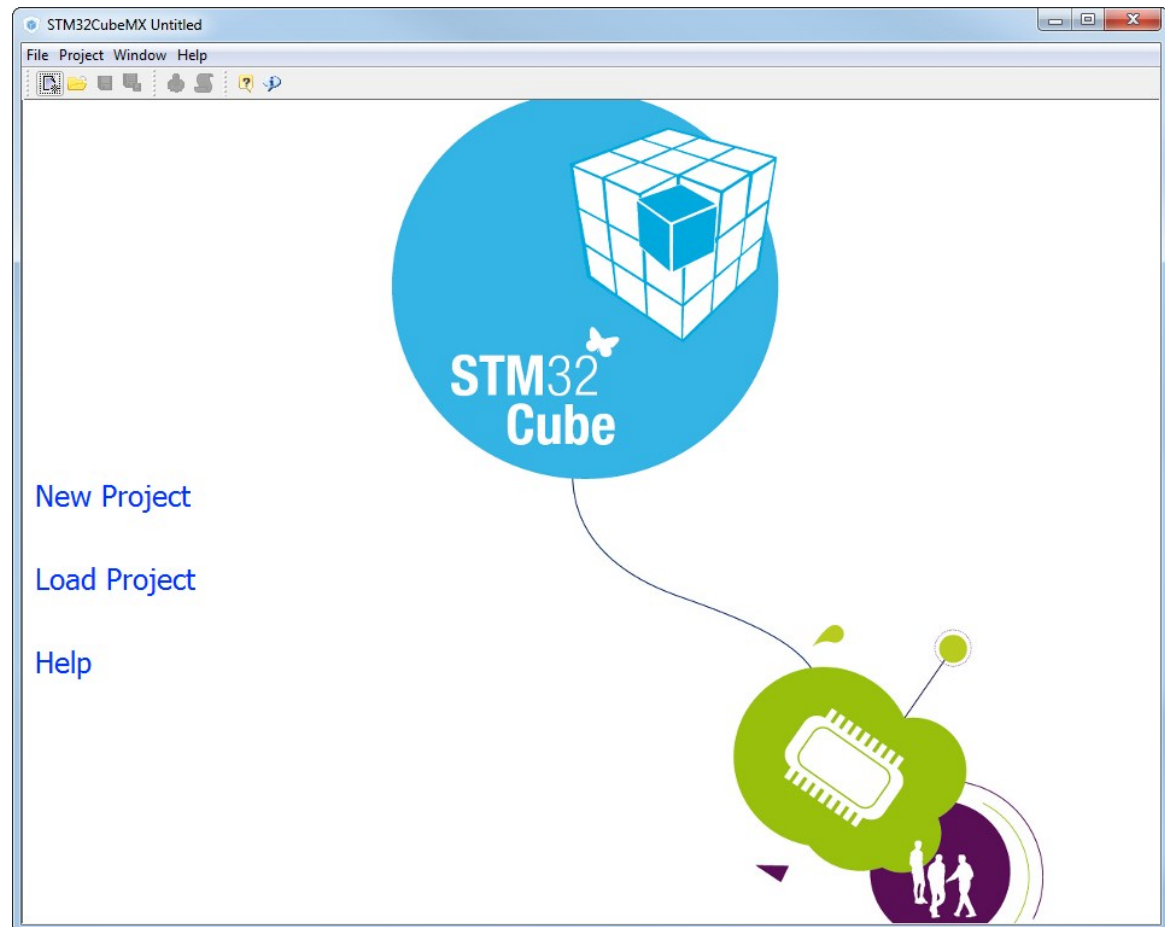 STM32CubeMX Untitled
File Project Window Help
STM32
Cube
New Project
Load Project
Help